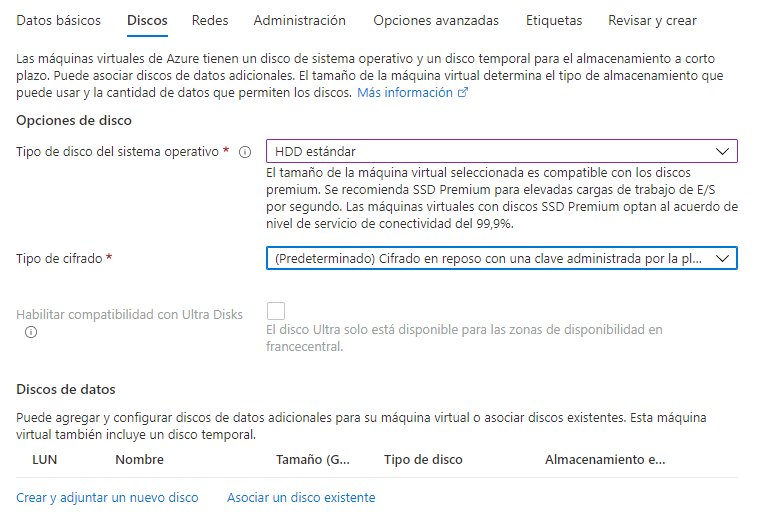 Datos básicos Discos Redes Administración Opciones avanzadas Etiquetas Revisar y crear
Las máquinas virtuales de Azure tienen un disco de sistema operativo y un disco temporal para el almacenamiento a corto
plazo. Puede asociar discos de datos adicionales. El tamaño de la máquina virtual determina el tipo de almacenamiento que
puede usar y la cantidad de datos que permiten los discos. Más información
Opciones de disco
Tipo de disco del sistema operativo * HDD estándar
El tamaño de la máquina virtual seleccionada es compatible con los discos
premium. Se recomienda SSD Premium para elevadas cargas de trabajo de E/S
por segundo. Las máquinas virtuales con discos SSD Premium optan al acuerdo de
nivel de servicio de conectividad del 99,9%.
Tipo de cifrado * (Predeterminado) Cifrado en reposo con una clave administrada por la pl...
Habilitar compatibilidad con Ultra Disks
El disco Ultra solo está disponible para las zonas de disponibilidad en
francecentral.
Discos de datos
Puede agregar y configurar discos de datos adicionales para su máquina virtual o asociar discos existentes. Esta máquina
virtual también incluye un disco temporal.
LUN Nombre Tamaño (G... Tipo de disco Almacenamiento e...
Crear y adjuntar un nuevo disco Asociar un disco existente